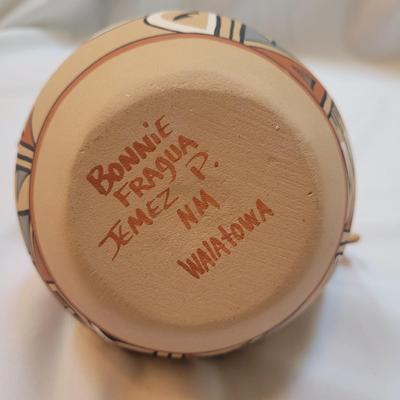 BONNIE
FRAGUA
JEMEZ P.
NM
WALATOWA